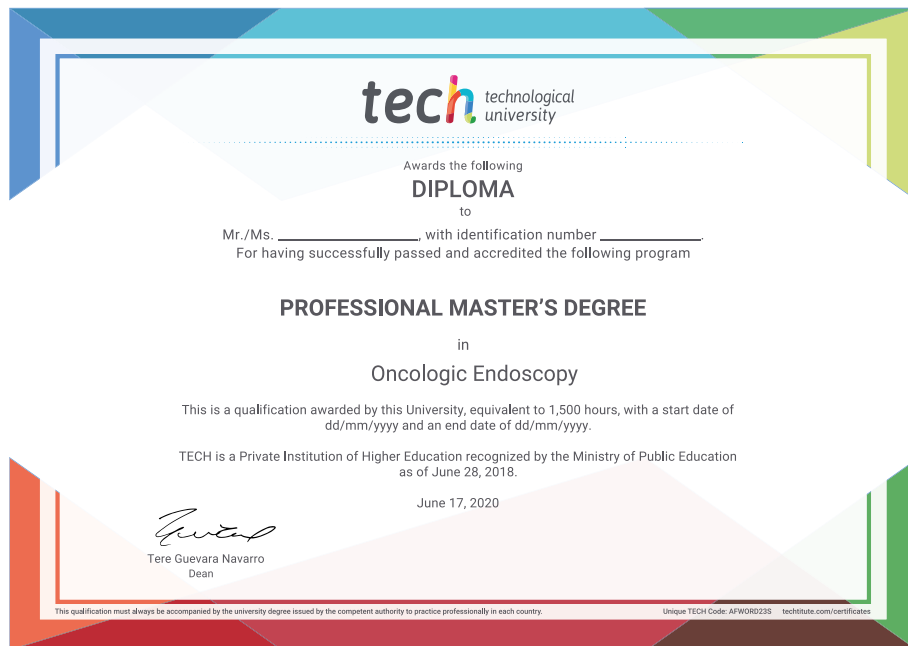 tech technological
university
Awards the following
DIPLOMA
to
Mr./Ms. ____________________, with identification number ______________.
For having successfully passed and accredited the following program
PROFESSIONAL MASTER'S DEGREE
in
Oncologic Endoscopy
This is a qualification awarded by this University, equivalent to 1,500 hours, with a start date of
dd/mm/yyyy and an end date of dd/mm/yyyy.
TECH is a Private Institution of Higher Education recognized by the Ministry of Public Education
as of June 28, 2018.
June 17, 2020
Tere Guevara Navarro
Dean
This qualification must always be accompanied by the university degree issued by the competent authority to practice professionally in each country. Unique TECH Code: AFWORD23S techtitute.com/certificates